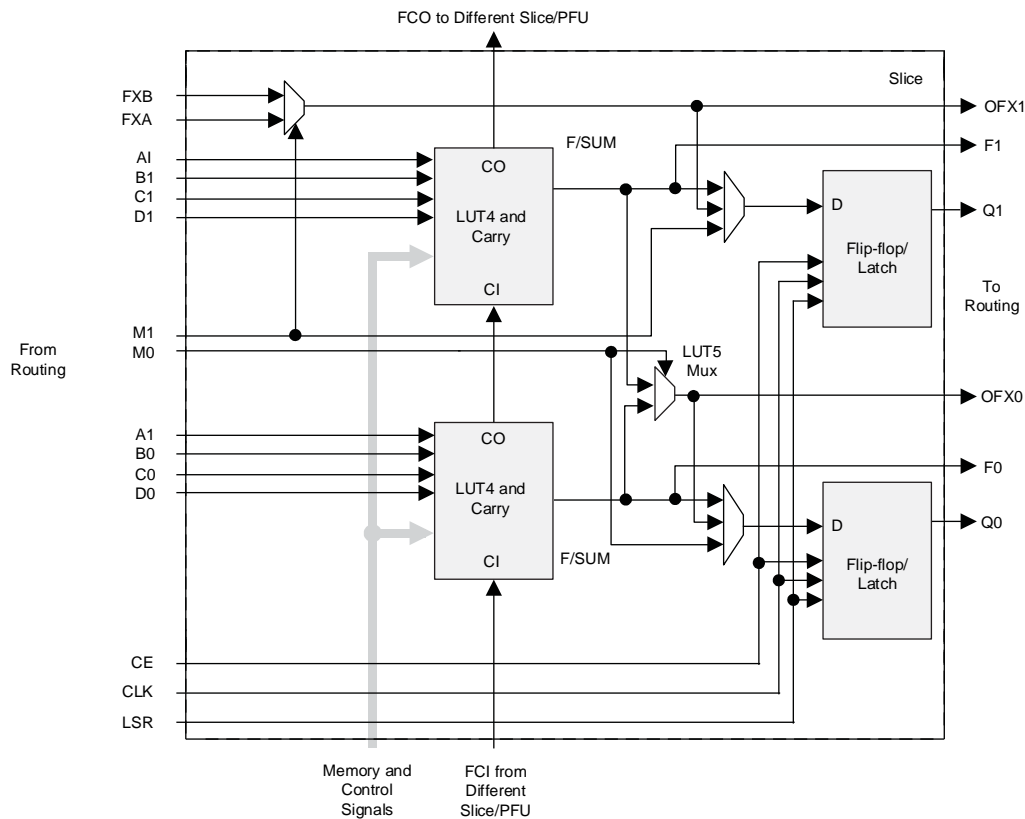 FCO to Different Slice/PFU
Slice
FXB
FXA
OFX1
F/SUM
F1
AI
B1
C1
D1
CO
LUT4 and
Carry
CI
D
Flip-flop/
Latch
Q1
To
Routing
From
Routing
M1
M0
LUT5
Mux
OFX0
A1
B0
C0
D0
CO
LUT4 and
Carry
CI
F/SUM
F0
D
Flip-flop/
Latch
Q0
CE
CLK
LSR
Memory and
Control
Signals
FCI from
Different
Slice/PFU